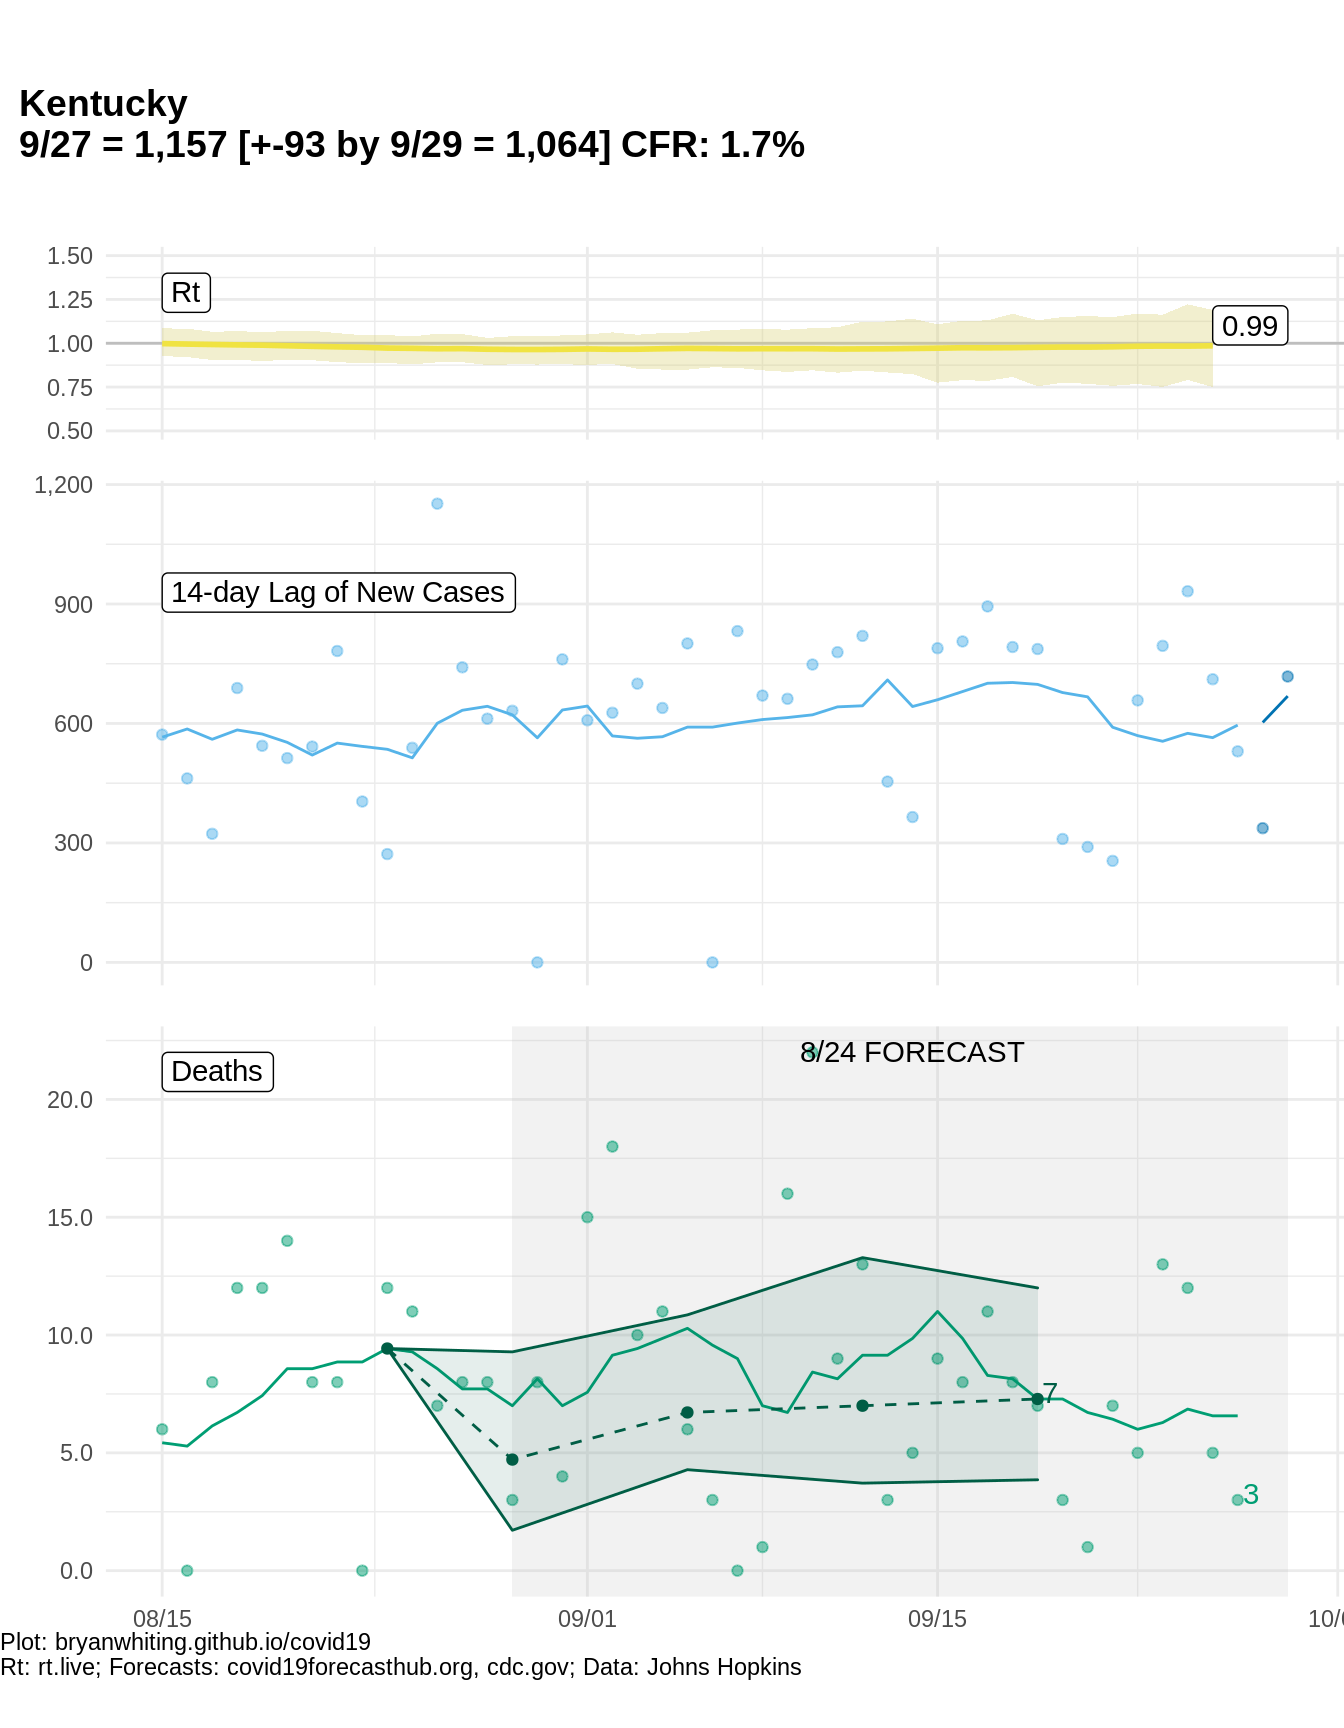 Kentucky
9/27 = 1,157 [+-93 by 9/29 = 1,064] CFR: 1.7%
1.50
Rt
1.25
0.99
1.00
0.75
0.50
1,200
14-day Lag of New Cases
900
600
300
0
8/24 FORECAST
Deaths
20.0
15.0
10.0
7
5.0
3
0.0
08/15 09/01 09/15
Plot: bryanwhiting.github.io/covid19
Rt: rt.live; Forecasts: covid19forecasthub.org, cdc.gov; Data: Johns Hopkins